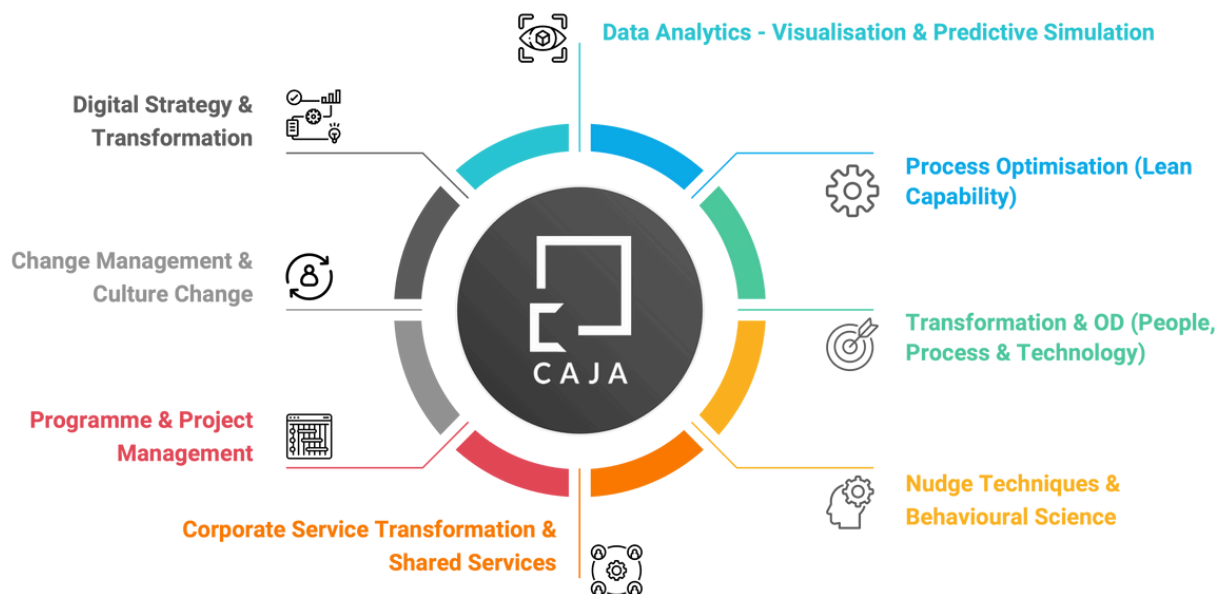 Data Analytics - Visualisation & Predictive Simulation
Digital Strategy &
Transformation
Process Optimisation (Lean
Capability)
Change Management &
Culture Change
CAJA
Transformation & OD (People,
Process & Technology)
Programme & Project
Management
Nudge Techniques &
Behavioural Science
Corporate Service Transformation &
Shared Services